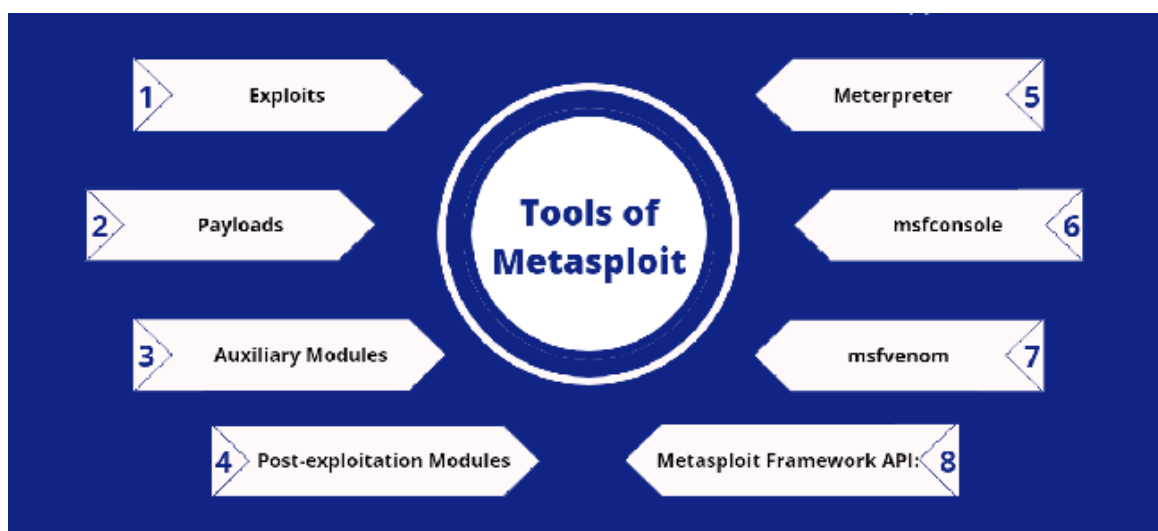 1
Exploits
2
Payloads
3
Auxiliary Modules
4
Post-exploitation Modules
Tools of
Metasploit
Meterpreter
5
msfconsole
6
msfvenom
7
Metasploit Framework API:
8